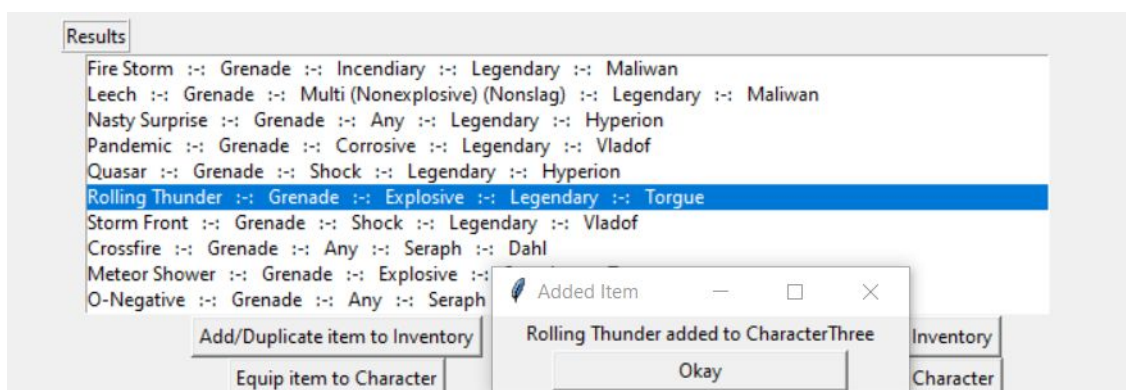 Results
Fire Storm :-: Grenade :-: Incendiary :-: Legendary :-: Maliwan
Leech :-: Grenade :-: Multi (Nonexplosive) (Nonslag) :-: Legendary :-: Maliwan
Nasty Surprise :-: Grenade :-: Any :-: Legendary :-: Hyperion
Pandemic :-: Grenade :-: Corrosive :-: Legendary :-: Vladof
Quasar :-: Grenade :-: Shock :-: Legendary :-: Hyperion
Rolling Thunder :-: Grenade :-: Explosive :-: Legendary :-: Torgue
Storm Front :-: Grenade :-: Shock :-: Legendary :-: Vladof
Crossfire :-: Grenade :-: Any :-: Seraph :-: Dahl
Meteor Shower :-: Grenade :-: Explosive :-:
O-Negative :-: Grenade :-: Any :-: Seraph
Added Item
Rolling Thunder added to CharacterThree
Okay
Add/Duplicate item to Inventory
Inventory
Equip item to Character
Character